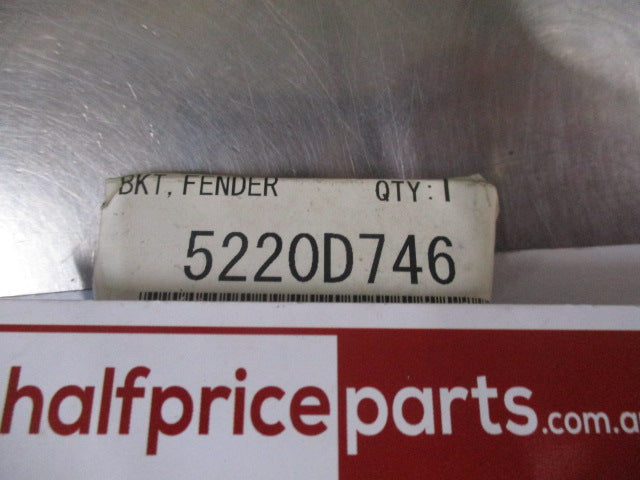 BKT, FENDER QTY:1
5220D746
halfpriceparts.com.a